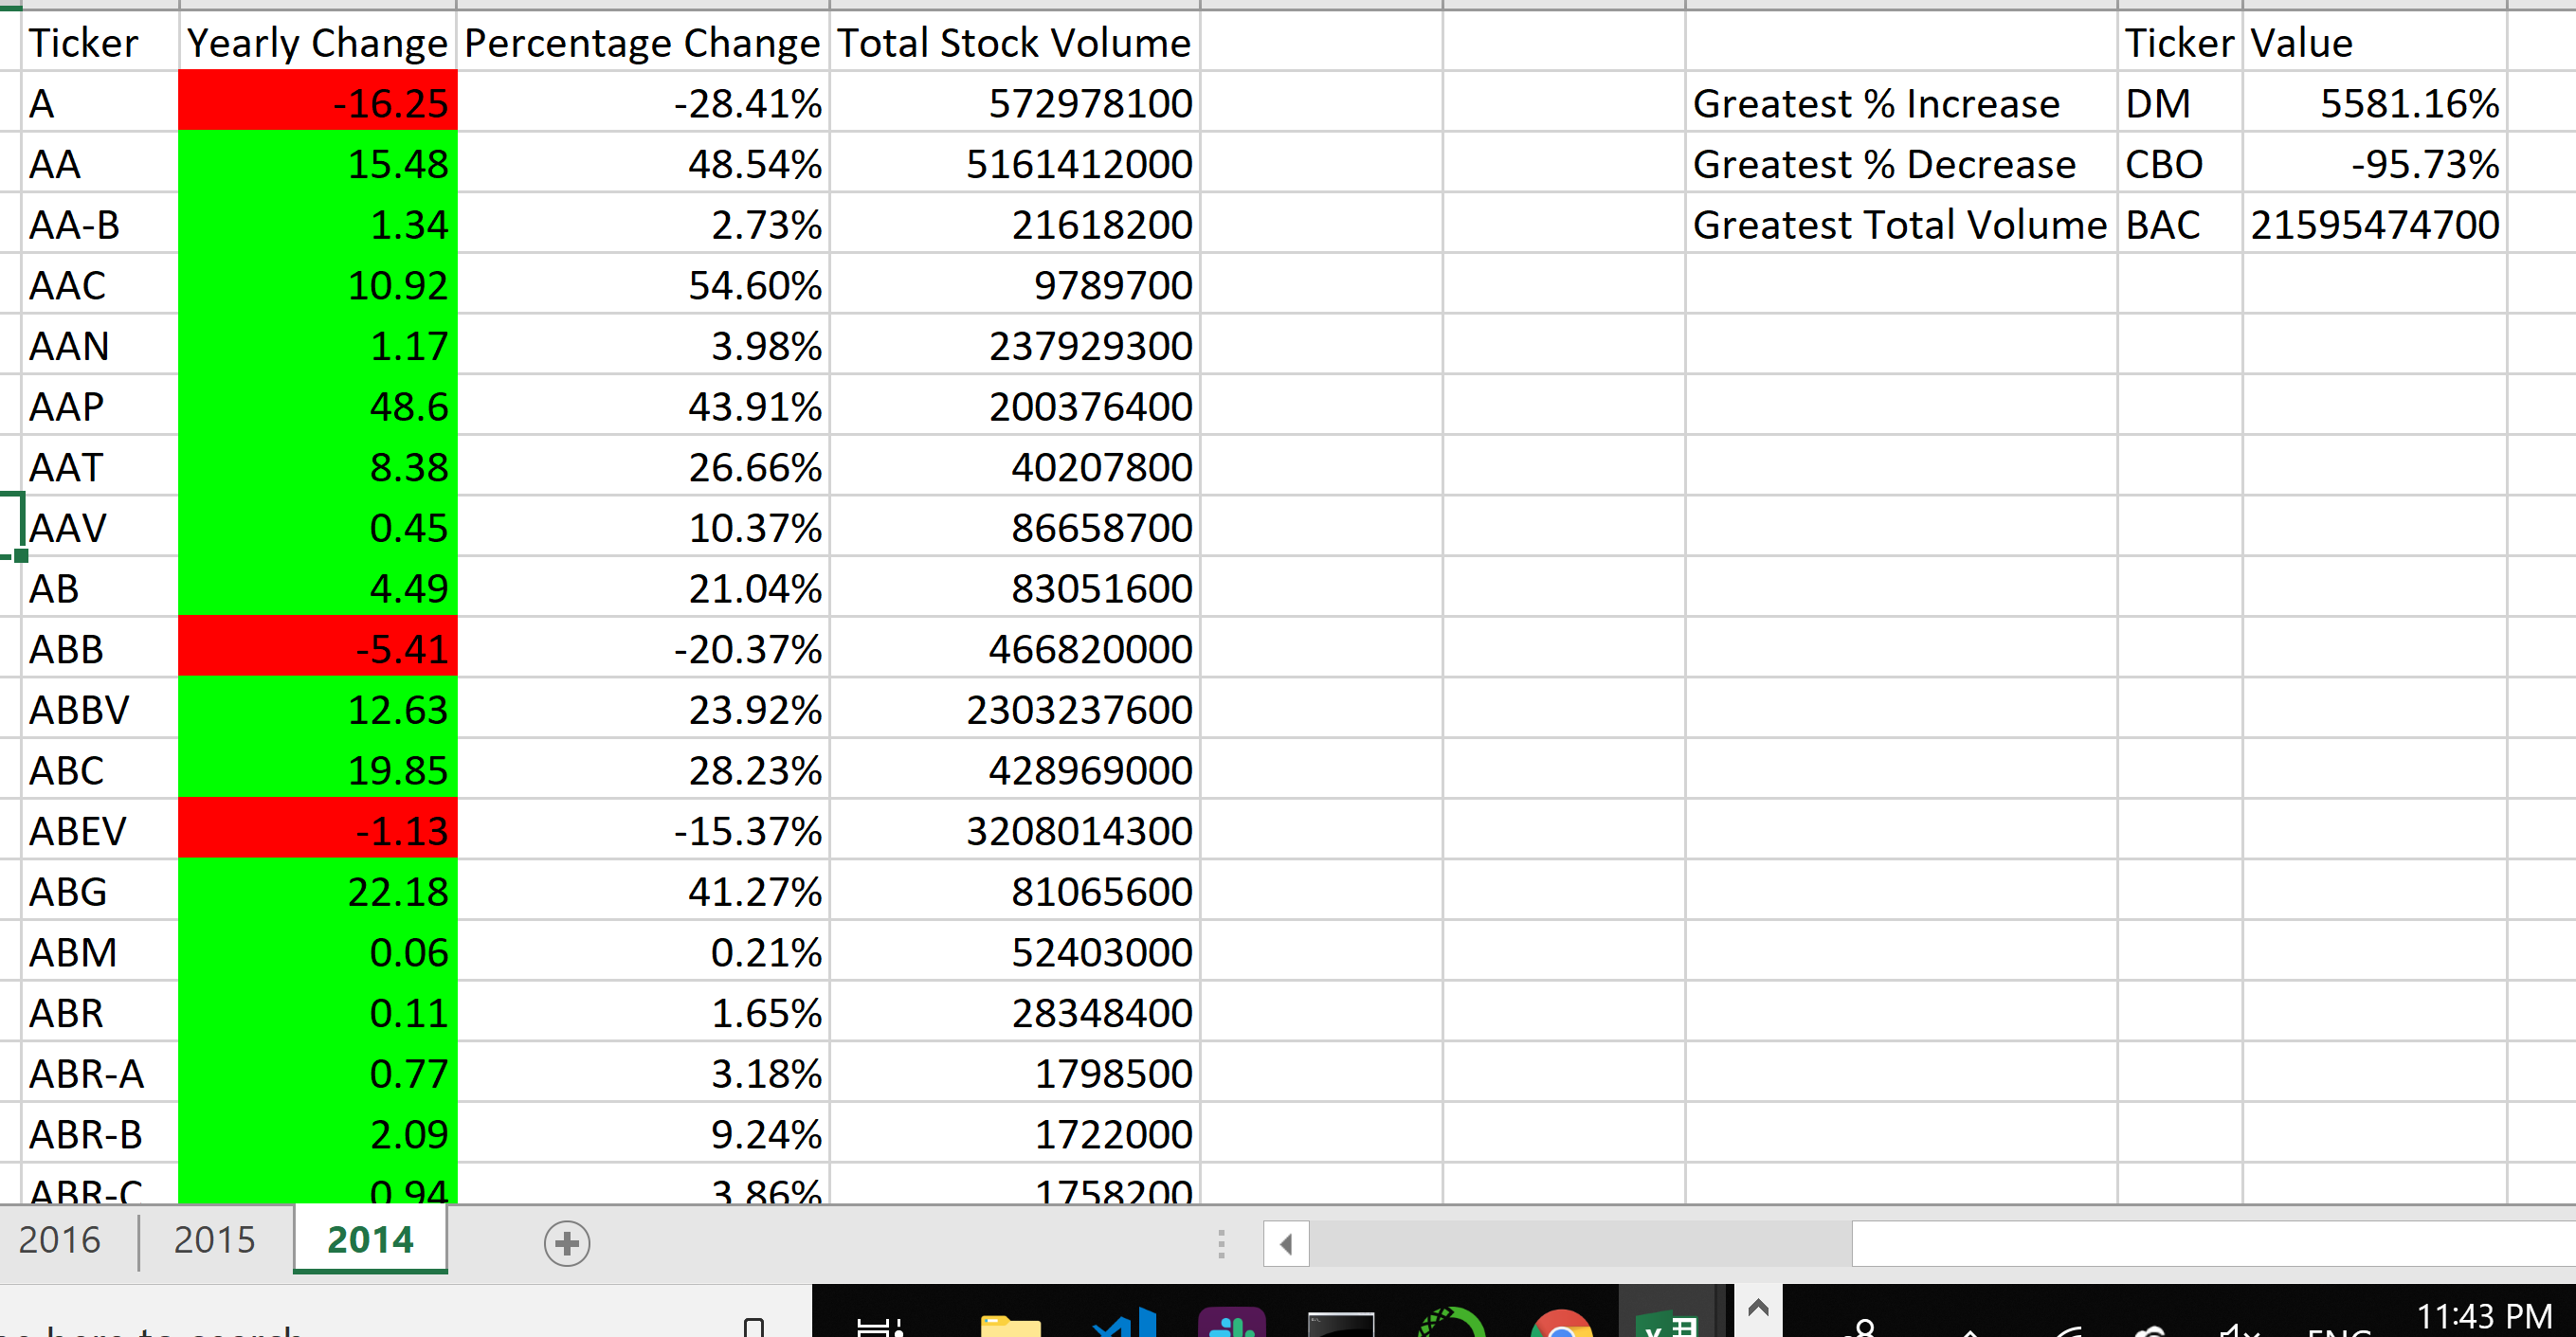 Ticker Yearly Change Percentage Change Total Stock Volume Ticker Value
A -16.25 -28.41% 572978100 Greatest % Increase DM 5581.16%
AA 15.48 48.54% 5161412000 Greatest % Decrease CBO -95.73%
AA-B 1.34 2.73% 21618200 Greatest Total Volume BAC 21595474700
AAC 10.92 54.60% 9789700
AAN 1.17 3.98% 237929300
AAP 48.6 43.91% 200376400
AAT 8.38 26.66% 40207800
AAV 0.45 10.37% 86658700
AB 4.49 21.04% 83051600
ABB -5.41 -20.37% 466820000
ABBV 12.63 23.92% 2303237600
ABC 19.85 28.23% 428969000
ABEV -1.13 -15.37% 3208014300
ABG 22.18 41.27% 81065600
ABM 0.06 0.21% 52403000
ABR 0.11 1.65% 28348400
ABR-A 0.77 3.18% 1798500
ABR-B 2.09 9.24% 1722000
ABR-C 0.94 3.86% 1758200
2016 2015 2014
11:43 PM
here to search
ENG